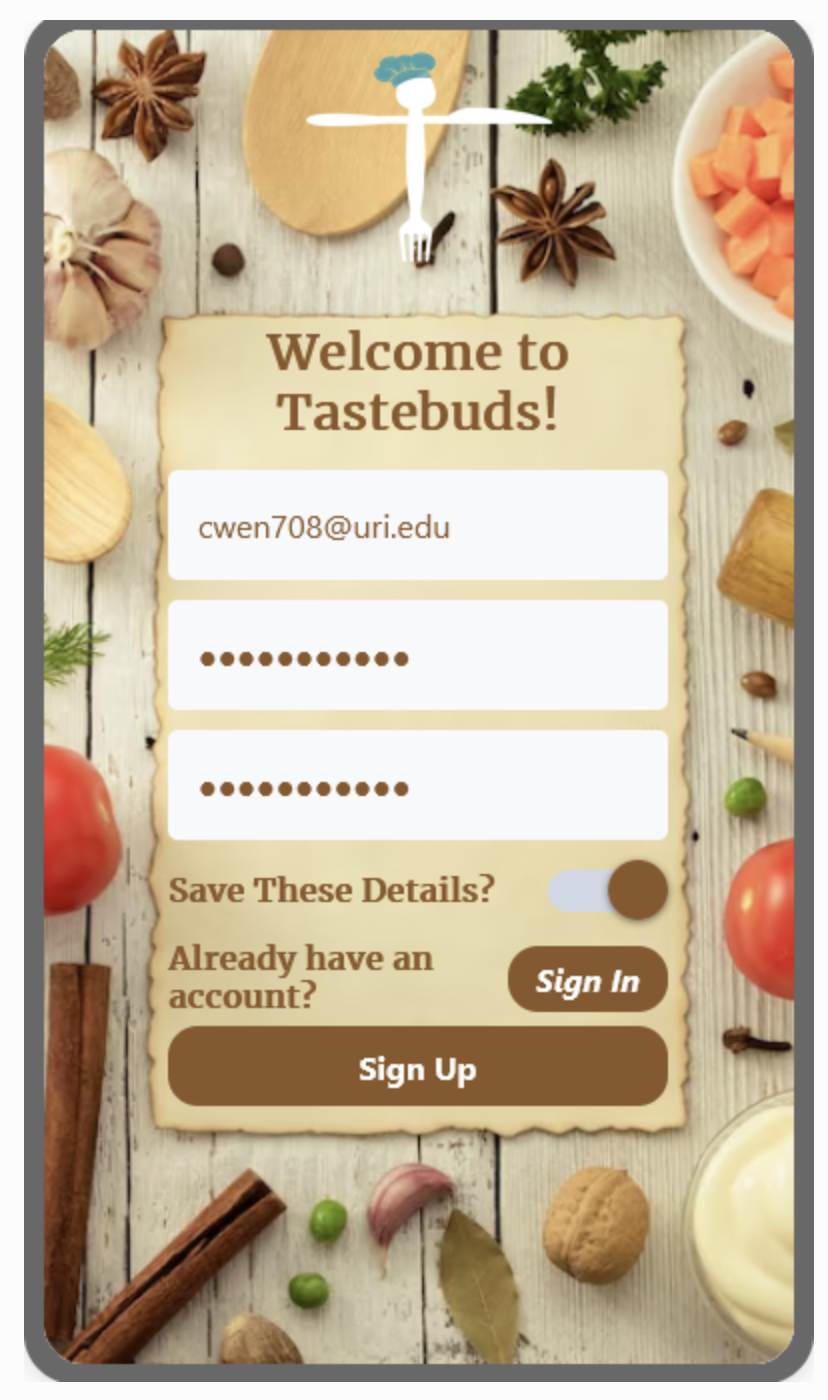 Welcome to
Tastebuds!
cwen708@uri.edu
●●●●●●●●●●●
●●●●●●●●●●●
Save These Details?
Already have an
account?
Sign In
Sign Up